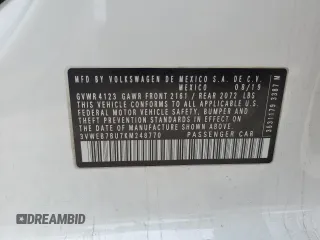 MFD BY VOLKSWAGEN DE MEXICO S.A. DE C.V.
MEXICO 08/19
GVWR 4123 GAWR FRONT 2161 / REAR 2072 LBS
THIS VEHICLE CONFORMS TO ALL APPLICABLE
FEDERAL MOTOR VEHICLE SAFETY, BUMPER AND
THEFT PREVENTION STANDARDS IN EFFECT ON
THE DATE OF MANUFACTURE SHOWN ABOVE.
3VWEB7BU7KM240770 PASSENGER CAR
AUTOBIDMASTER